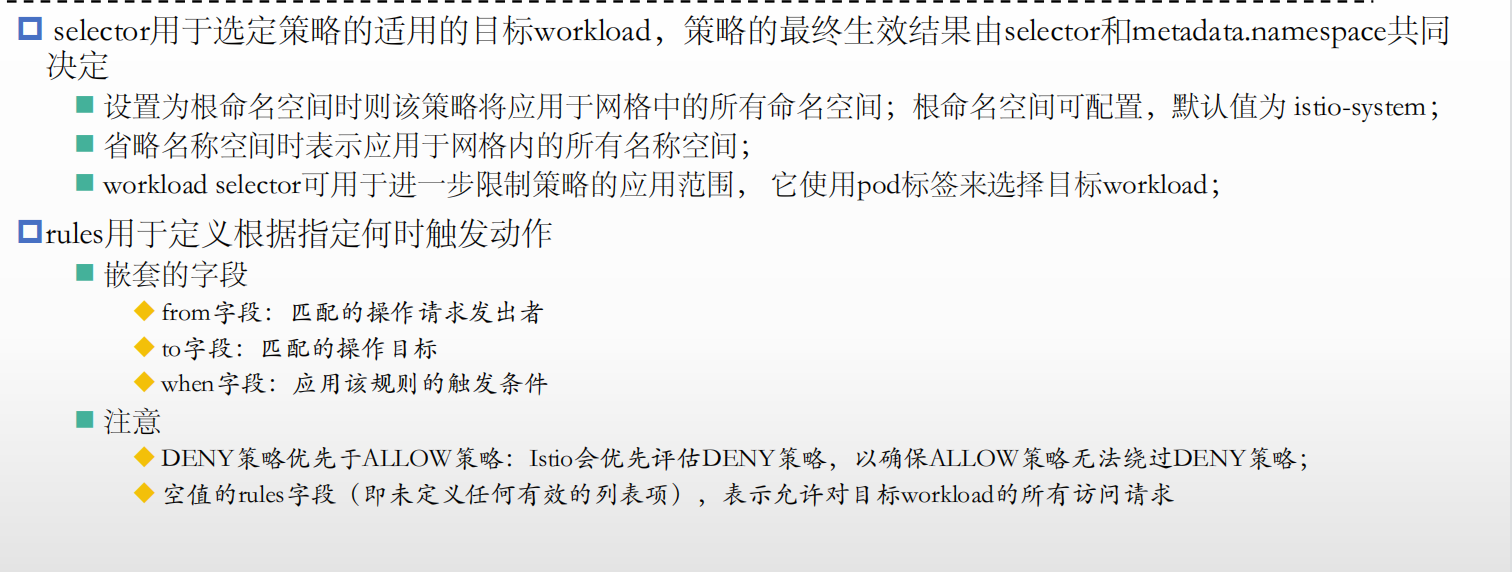 selector用于选定策略的适用的目标workload，策略的最终生效结果由selector和metadata.namespace共同
决定
设置为根命名空间时则该策略将应用于网格中的所有命名空间；根命名空间可配置，默认值为 istio-system；
省略名称空间时表示应用于网格内的所有名称空间；
workload selector可用于进一步限制策略的应用范围， 它使用pod标签来选择目标workload；
rules用于定义根据指定何时触发动作
嵌套的字段
from字段：匹配的操作请求发出者
to字段：匹配的操作目标
when字段：应用该规则的触发条件
注意
DENY策略优先于ALLOW策略：Istio会优先评估DENY策略，以确保ALLOW策略无法绕过DENY策略；
空值的rules字段（即未定义任何有效的列表项），表示允许对目标workload的所有访问请求